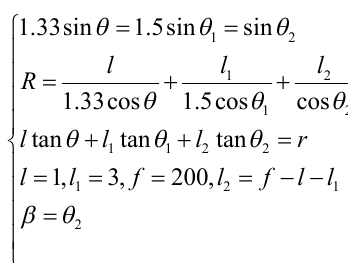 1.33 sin θ = 1.5 sin θ₁ = sin θ₂
R = l / (1.33 cos θ) + l₁ / (1.5 cos θ₁) + l₂ / (cos θ₂
l tan θ + l₁ tan θ₁ + l₂ tan θ₂ = r
l = 1, l₁ = 3, f = 200, l₂ = f − l − l₁
β = θ₂